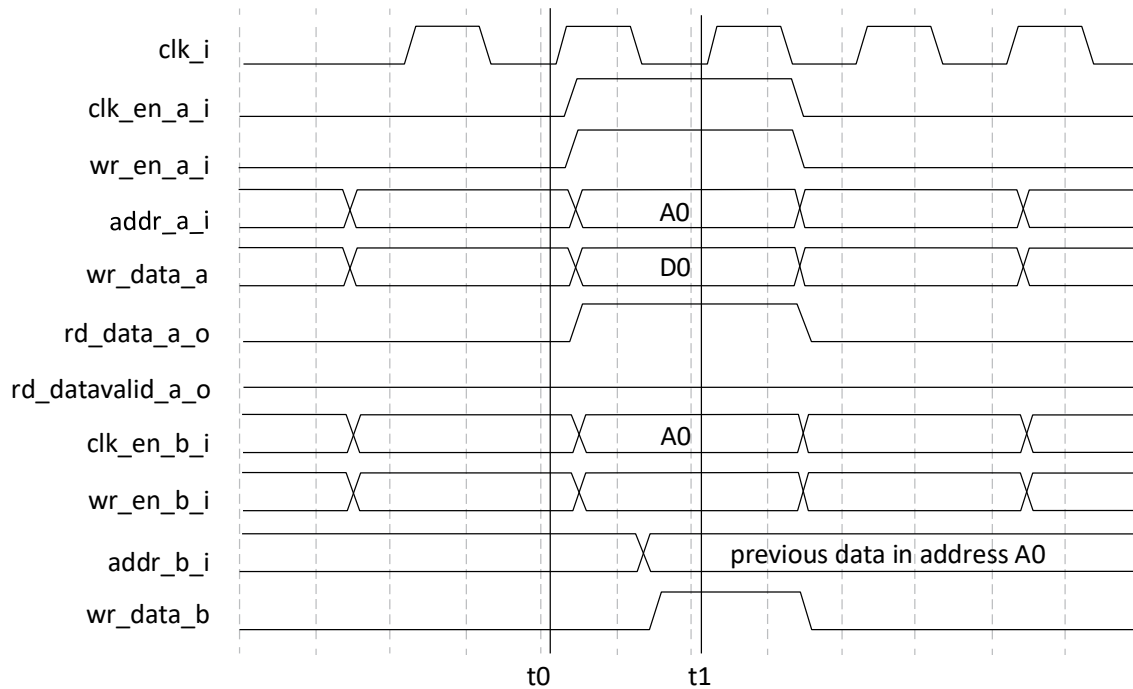 clk_i
clk_en_a_i
wr_en_a_i
addr_a_i A0
wr_data_a D0
rd_data_a_o
rd_datavalid_a_o
clk_en_b_i A0
wr_en_b_i
addr_b_i previous data in address A0
wr_data_b
t0 t1